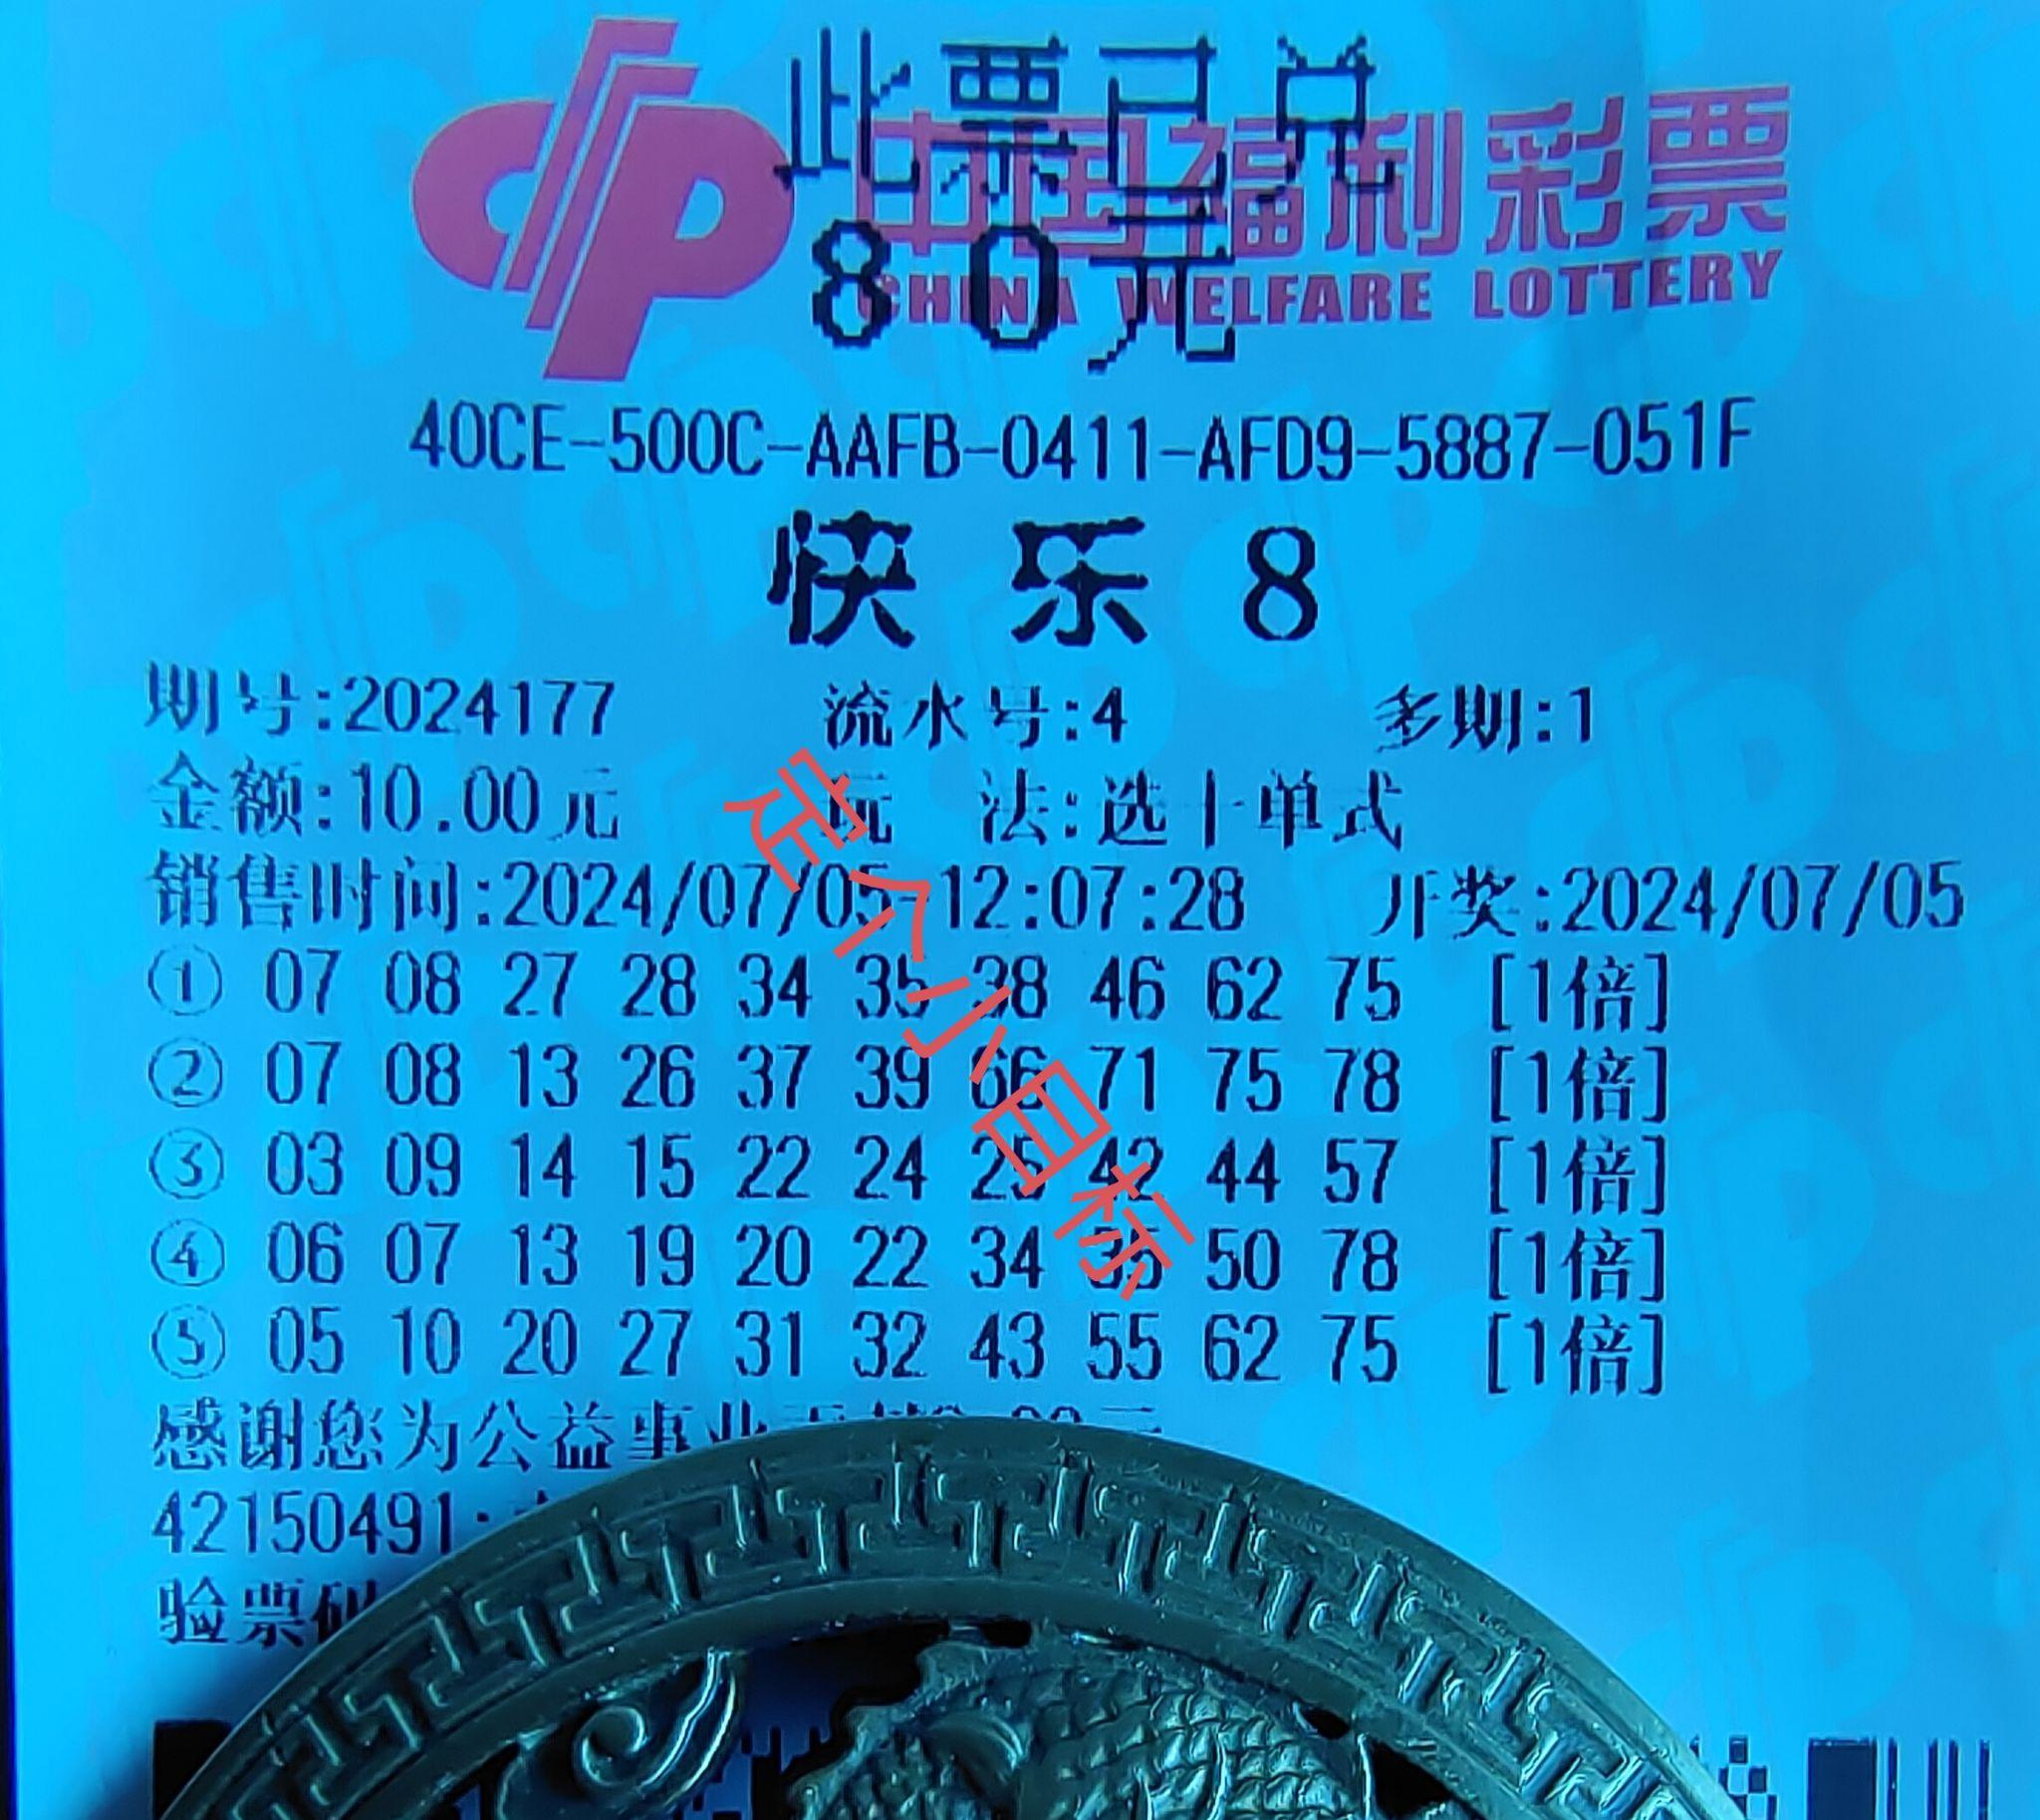 此票已兑
80元
中国福利彩票
CHINA WELFARE LOTTERY
40CE-500C-AAFB-0411-AFD9-5887-051F
快乐8
期号:2024177 流水号:4 多期:1
金额:10.00元 玩 法:选十单式
销售时间:2024/07/05-12:07:28 开奖:2024/07/05
① 07 08 27 28 34 35 38 46 62 75 [1倍]
② 07 08 13 26 37 39 66 71 75 78 [1倍]
③ 03 09 14 15 22 24 25 42 44 57 [1倍]
④ 06 07 13 19 20 22 34 35 50 78 [1倍]
⑤ 05 10 20 27 31 32 43 55 62 75 [1倍]
定个小目标
感谢您为公益事业
42150491
验票码